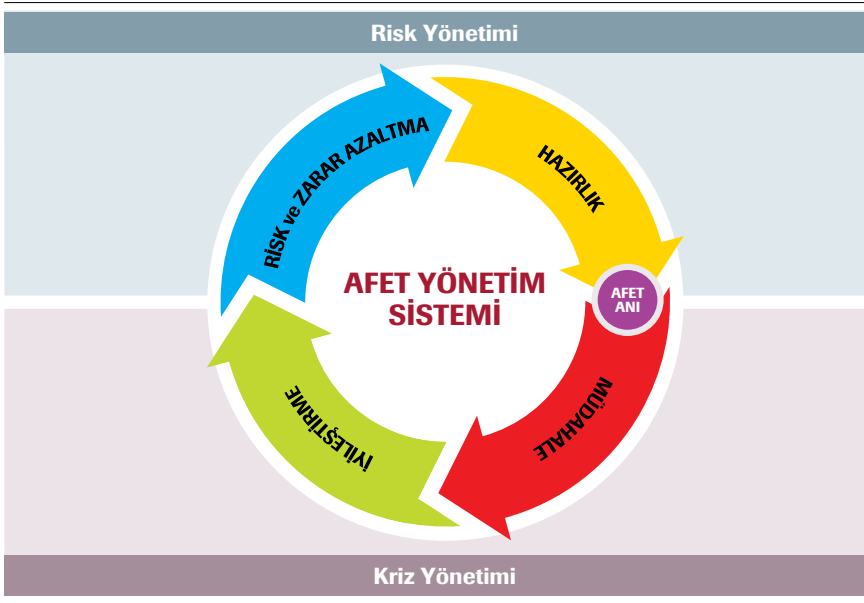 Risk Yönetimi
RİSK ve ZARAR AZALTMA
HAZIRLIK
AFET YÖNETİM
SİSTEMİ
AFET
ANI
İYİLEŞTİRME
MÜDAHALE
Kriz Yönetimi